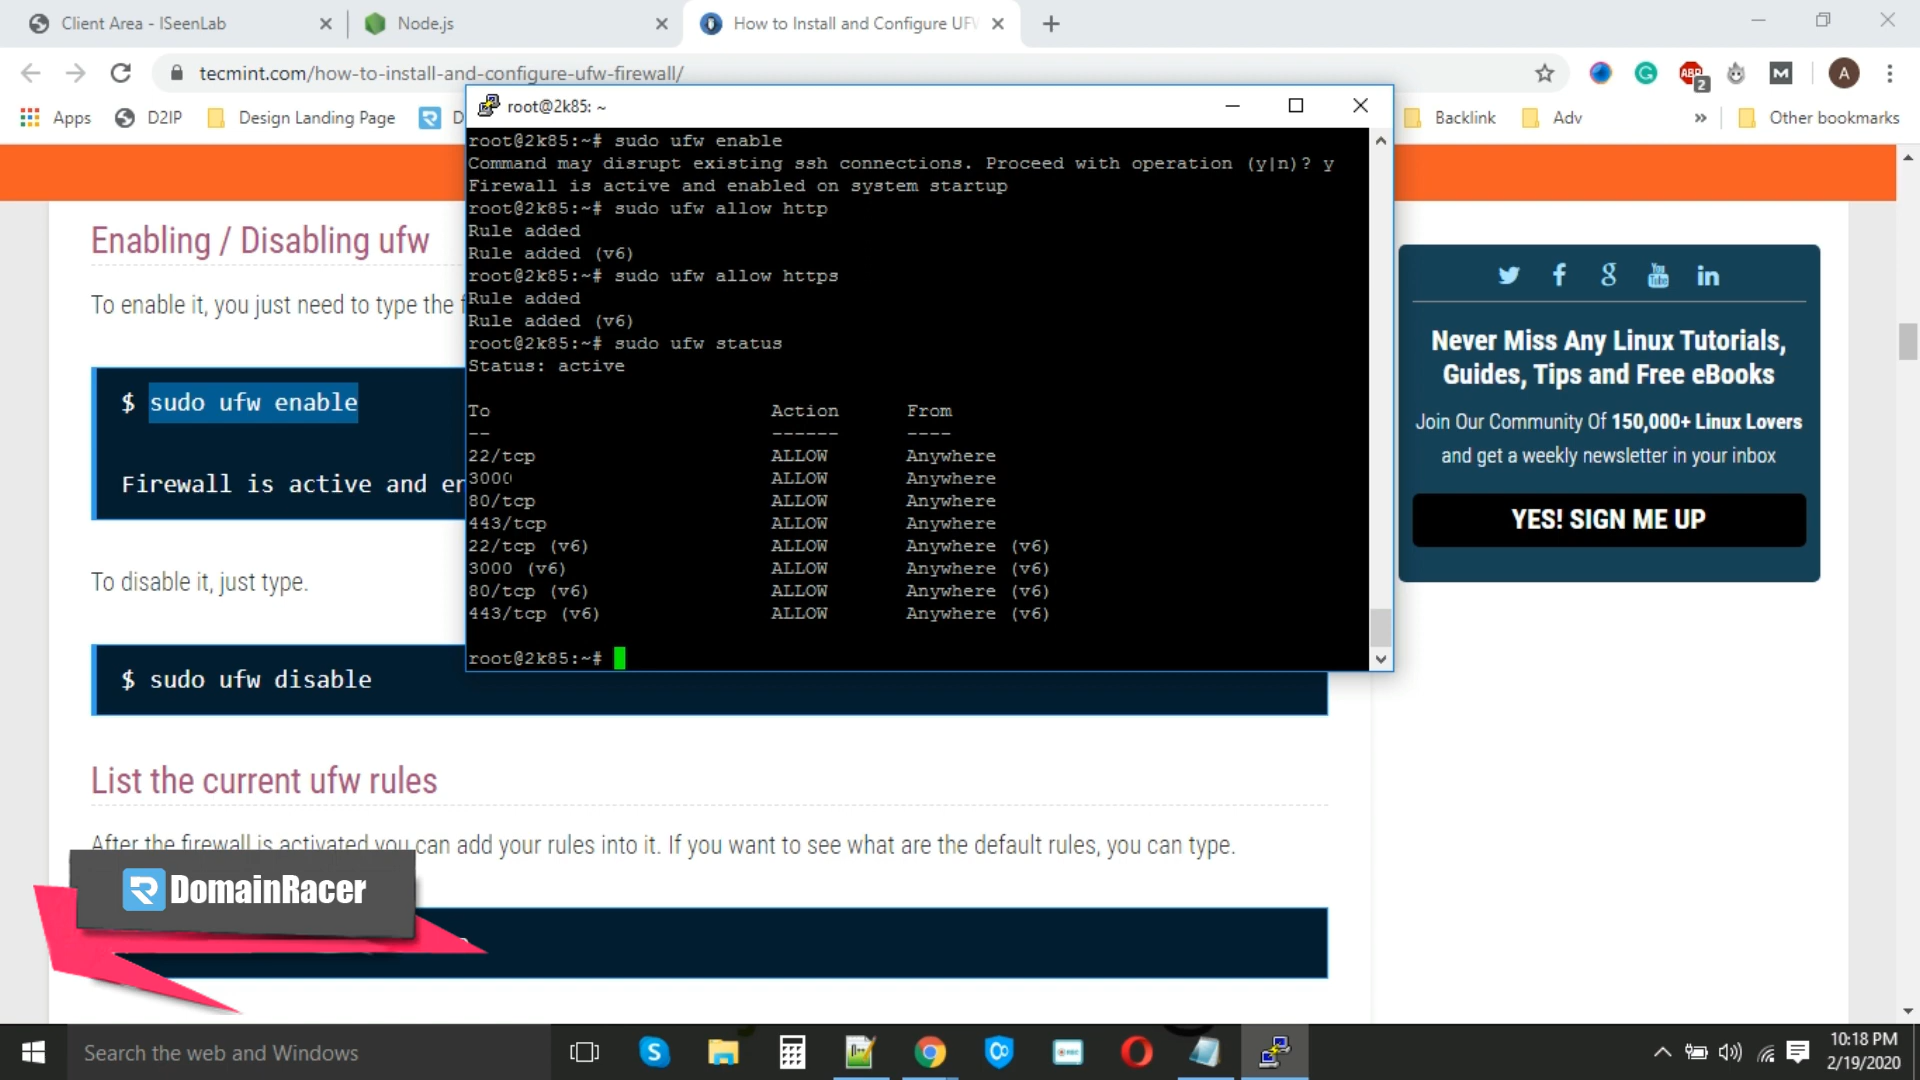 Client Area - ISeenLab
Node.js
How to Install and Configure UFW
tecmint.com/how-to-install-and-configure-ufw-firewall/
ABP
2
M
A
Apps
D2IP
Design Landing Page
D
Backlink
Adv
»
Other bookmarks
root@2k85: ~
root@2k85:~# sudo ufw enable
Command may disrupt existing ssh connections. Proceed with operation (y|n)? y
Firewall is active and enabled on system startup
root@2k85:~# sudo ufw allow http
Rule added
Rule added (v6)
root@2k85:~# sudo ufw allow https
Rule added
Rule added (v6)
root@2k85:~# sudo ufw status
Status: active
To Action From
-- ------ ----
22/tcp ALLOW Anywhere
3000 ALLOW Anywhere
80/tcp ALLOW Anywhere
443/tcp ALLOW Anywhere
22/tcp (v6) ALLOW Anywhere (v6)
3000 (v6) ALLOW Anywhere (v6)
80/tcp (v6) ALLOW Anywhere (v6)
443/tcp (v6) ALLOW Anywhere (v6)
root@2k85:~#
Enabling / Disabling ufw
To enable it, you just need to type the f
$ sudo ufw enable
Firewall is active and en
To disable it, just type.
$ sudo ufw disable
List the current ufw rules
After the firewall is activated you can add your rules into it. If you want to see what are the default rules, you can type.
DomainRacer
Never Miss Any Linux Tutorials,
Guides, Tips and Free eBooks
Join Our Community Of 150,000+ Linux Lovers
and get a weekly newsletter in your inbox
YES! SIGN ME UP
Search the web and Windows
10:18 PM
2/19/2020